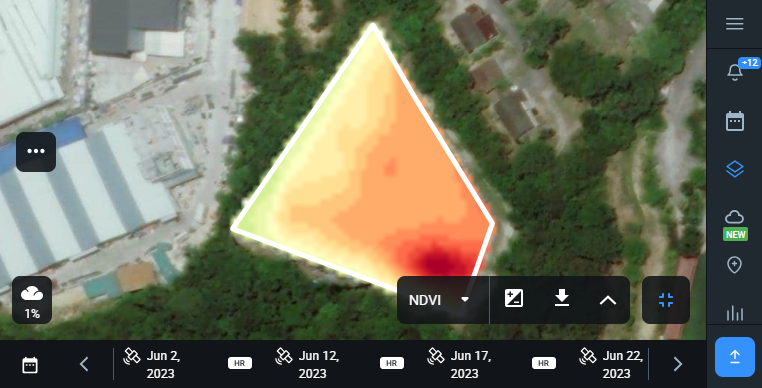 +12
NEW
1%
NDVI
Jun 2,
2023
HR
Jun 12,
2023
HR
Jun 17,
2023
HR
Jun 22,
2023